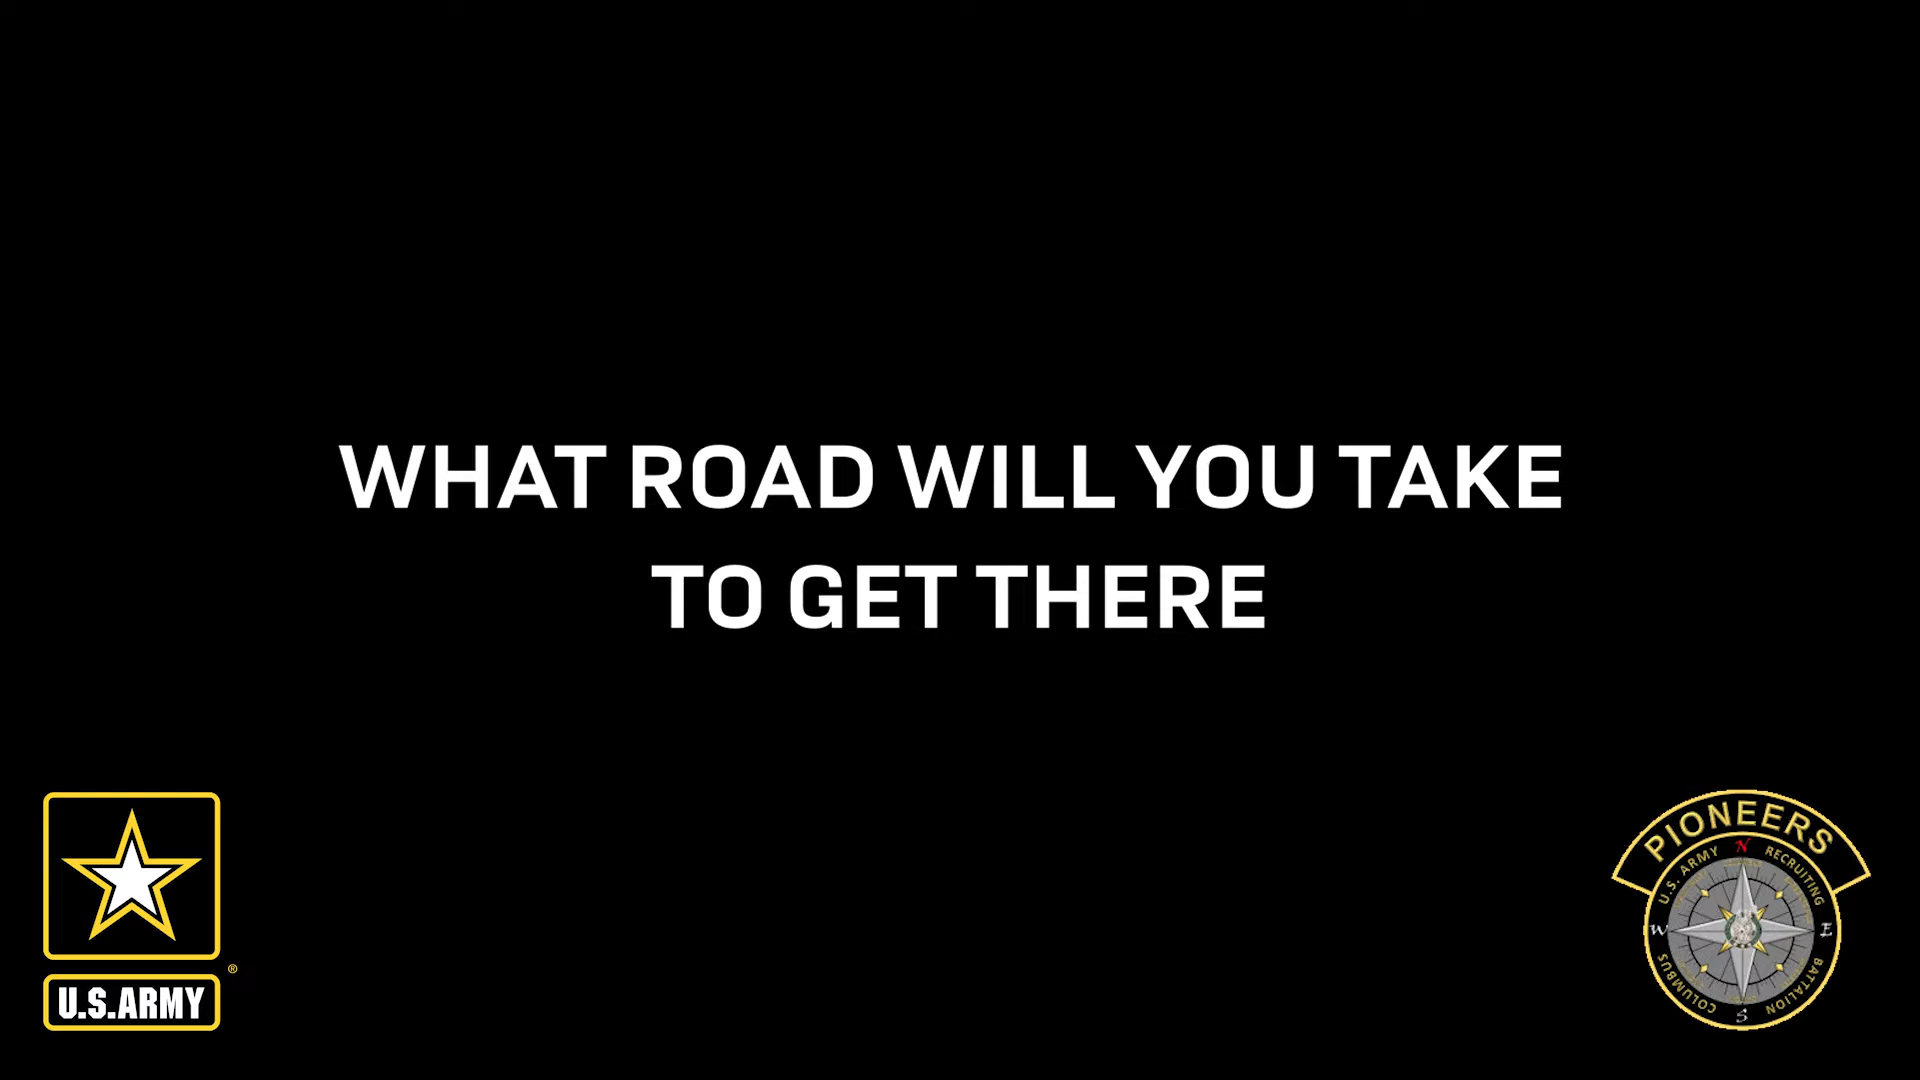 WHAT ROAD WILL YOU TAKE
TO GET THERE
®
U.S.ARMY
PIONEERS
U.S. ARMY RECRUITING
N
W
E
S
COLUMBUS BATTALION